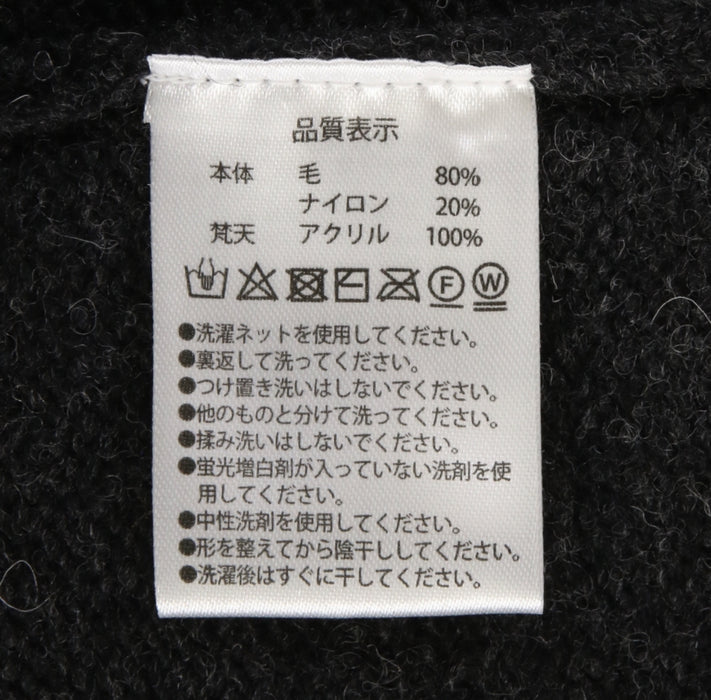 品質表示
本体 毛 80%
ナイロン 20%
梵天 アクリル 100%
F W
●洗濯ネットを使用してください。
●裏返して洗ってください。
●つけ置き洗いはしないでください。
●他のものと分けて洗ってください。
●揉み洗いはしないでください。
●蛍光増白剤が入っていない洗剤を使
用してください。
●中性洗剤を使用してください。
●形を整えてから陰干ししてください。
●洗濯後はすぐに干してください。